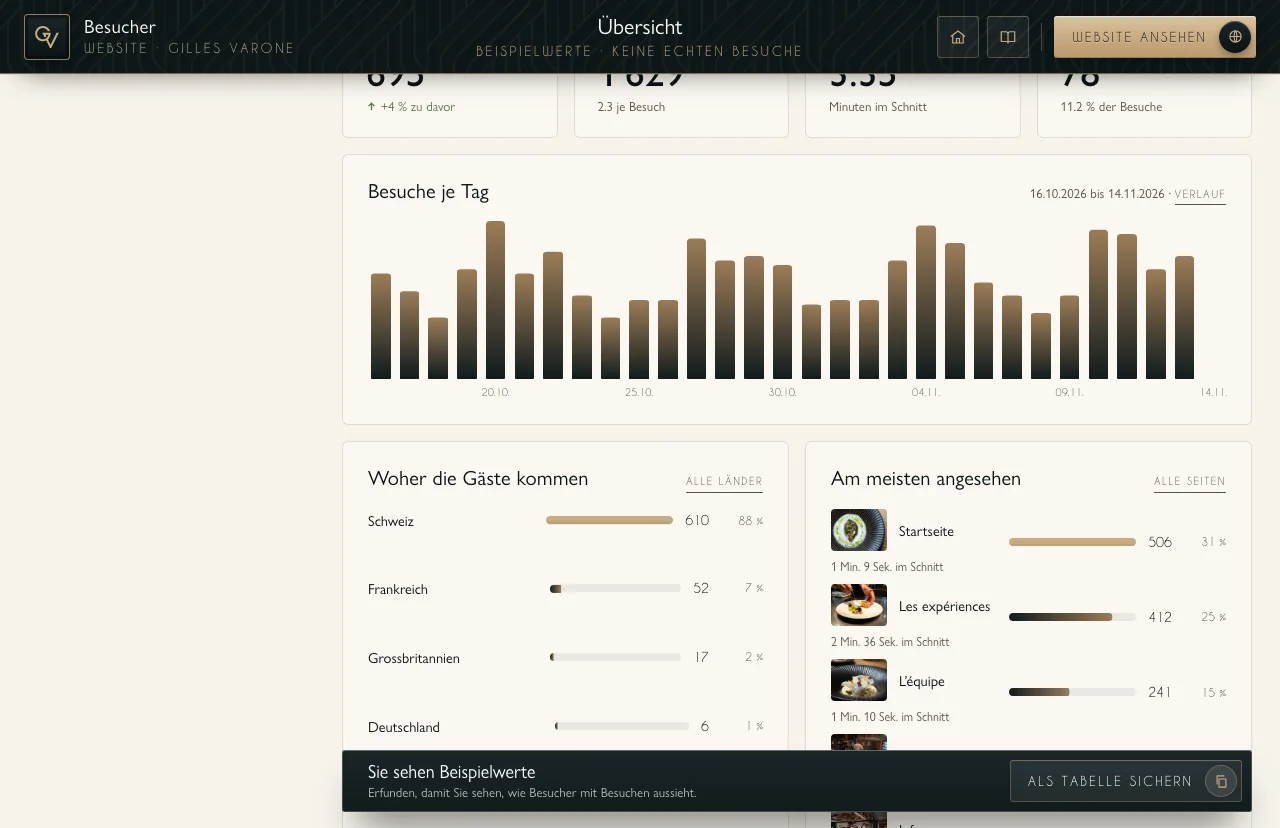 GV
Besucher
WEBSITE · GILLES VARONE
Übersicht
BEISPIELWERTE · KEINE ECHTEN BESUCHE
WEBSITE ANSEHEN
695
1'629
3:55
78
+4 % zu davor
2.3 je Besuch
Minuten im Schnitt
11.2 % der Besuche
Besuche je Tag
16.10.2026 bis 14.11.2026 · VERLAUF
20.10.
25.10.
30.10.
04.11.
09.11.
14.11.
Woher die Gäste kommen
ALLE LÄNDER
Schweiz 610 88 %
Frankreich 52 7 %
Grossbritannien 17 2 %
Deutschland 6 1 %
Am meisten angesehen
ALLE SEITEN
Startseite 506 31 %
1 Min. 9 Sek. im Schnitt
Les expériences 412 25 %
2 Min. 36 Sek. im Schnitt
L'équipe 241 15 %
1 Min. 10 Sek. im Schnitt
Sie sehen Beispielwerte
Erfunden, damit Sie sehen, wie Besucher mit Besuchen aussieht.
ALS TABELLE SICHERN